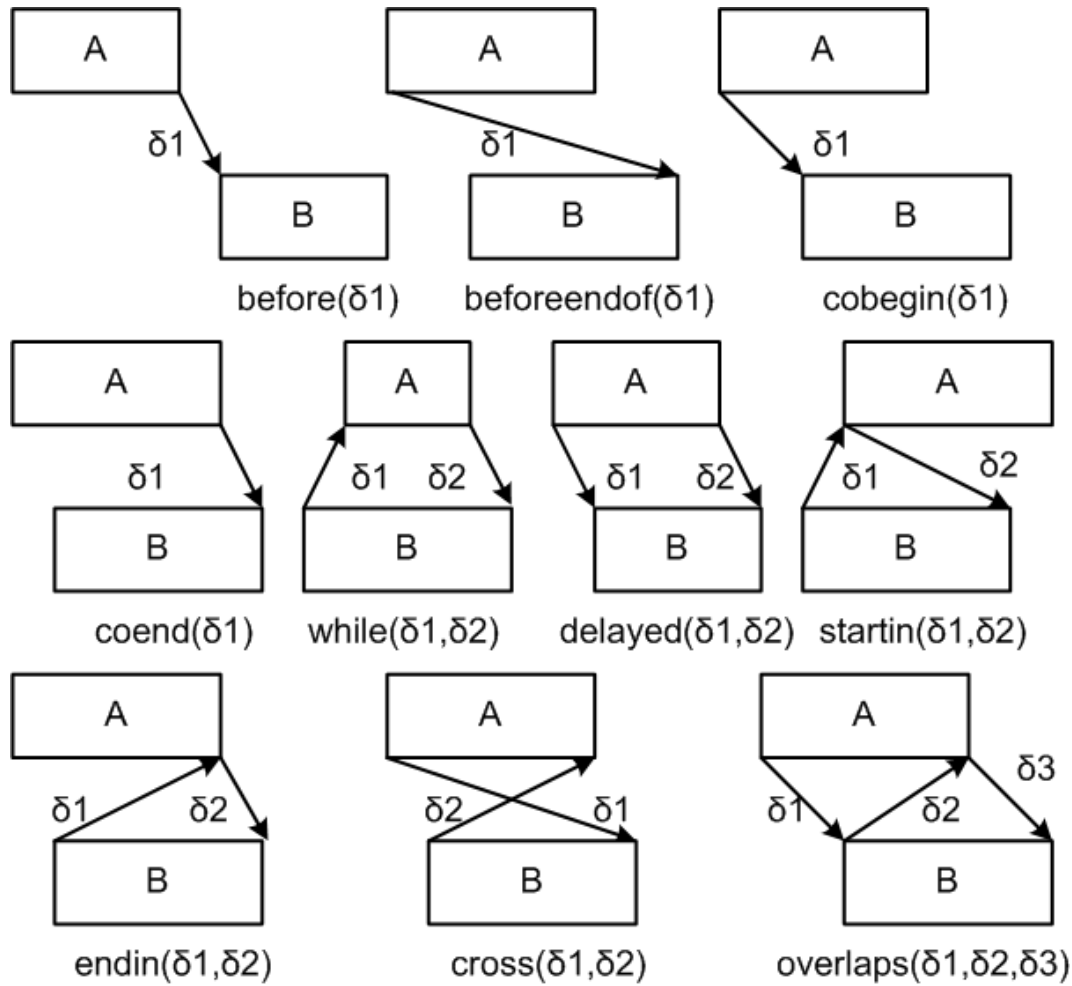 A A A
δ1 δ1 δ1
B B B
before(δ1) beforeendof(δ1) cobegin(δ1)
A A A A
δ1 δ1 δ2 δ1 δ2 δ1 δ2
B B B B
coend(δ1) while(δ1,δ2) delayed(δ1,δ2) startin(δ1,δ2)
A A A
δ1 δ2 δ2 δ1 δ1 δ2 δ3
B B B
endin(δ1,δ2) cross(δ1,δ2) overlaps(δ1,δ2,δ3)